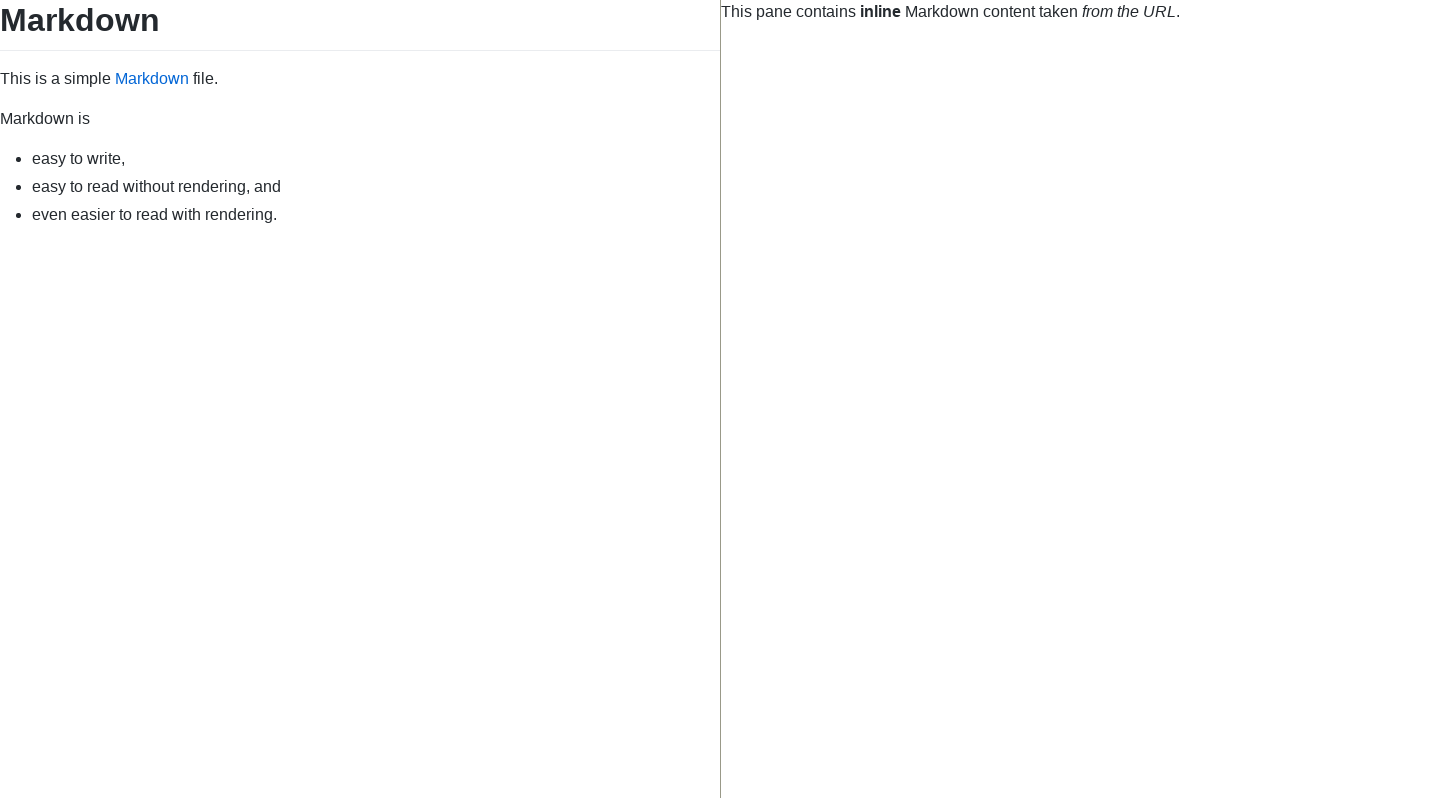 Markdown
This is a simple Markdown file.
Markdown is
easy to write,
easy to read without rendering, and
even easier to read with rendering.
This pane contains inline Markdown content taken from the URL.